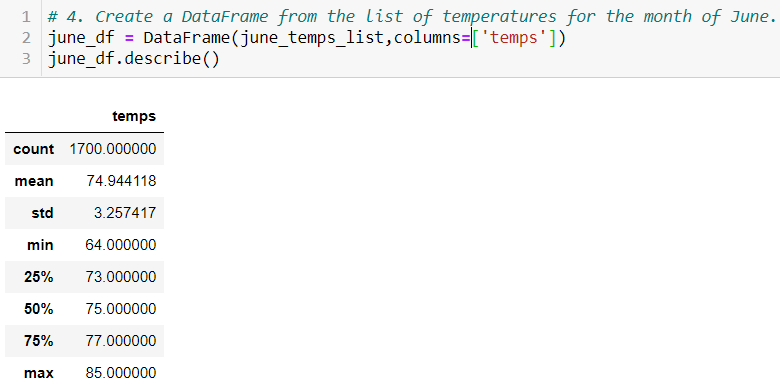 1 # 4. Create a DataFrame from the list of temperatures for the month of June.
2 june_df = DataFrame(june_temps_list,columns=['temps'])
3 june_df.describe()
temps
count 1700.000000
mean 74.944118
std 3.257417
min 64.000000
25% 73.000000
50% 75.000000
75% 77.000000
max 85.000000